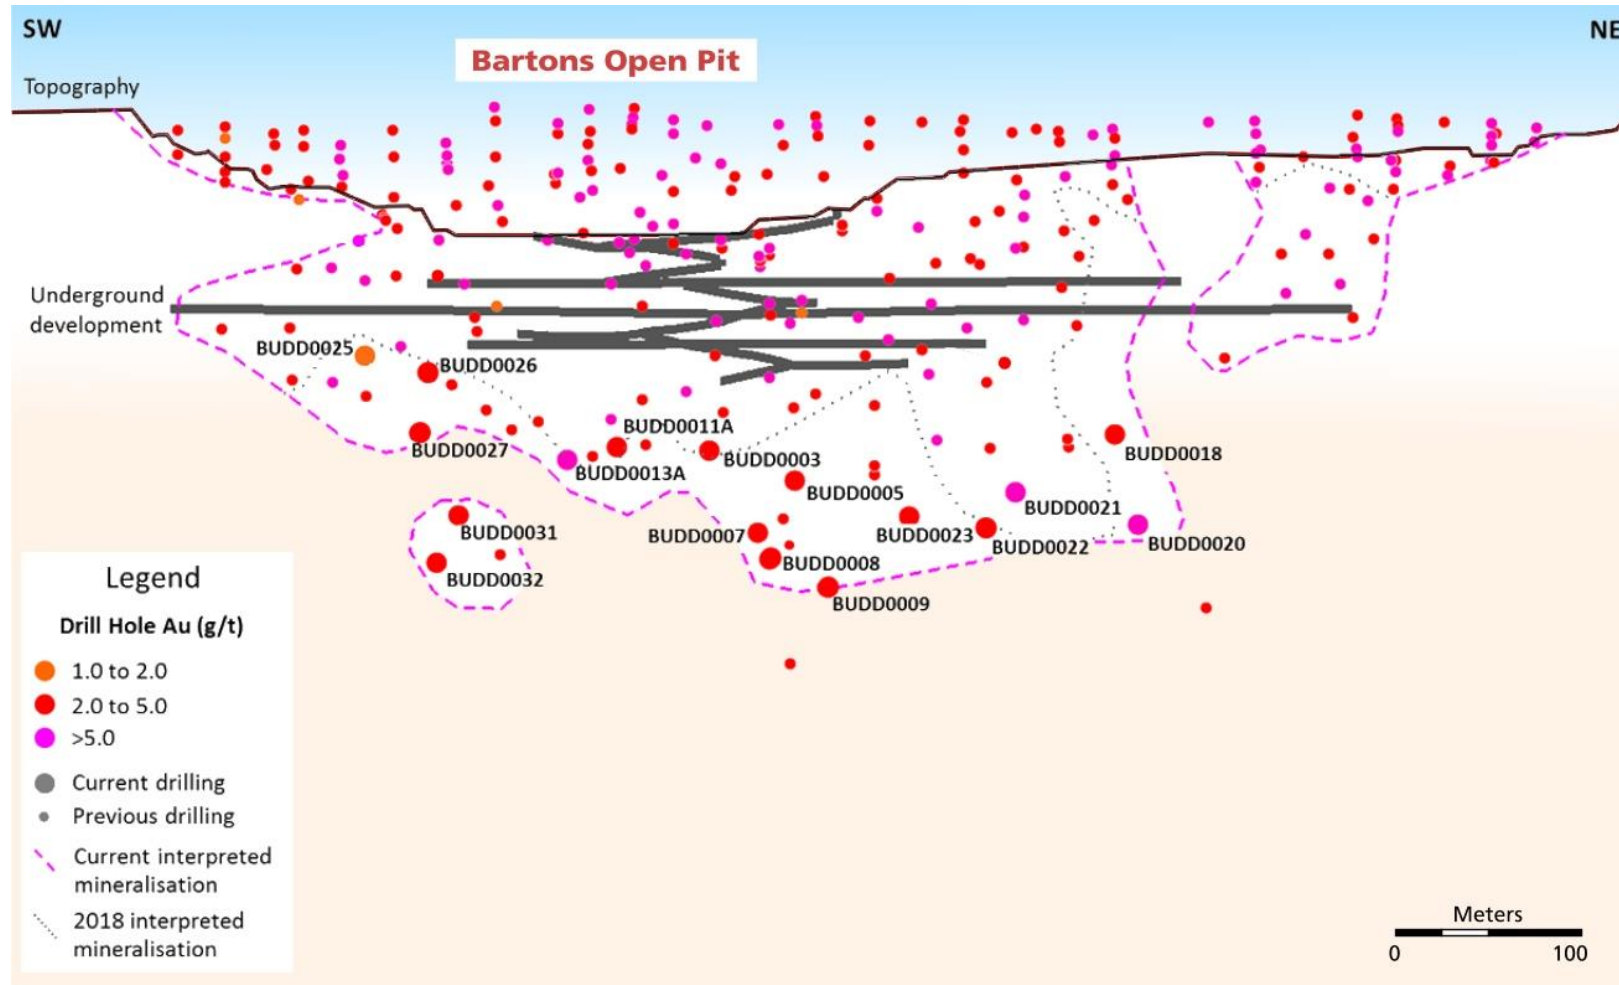 SW
NE
Bartons Open Pit
Topography
Underground
development
BUDD0025
BUDD0026
BUDD0027
BUDD0011A
BUDD0013A
BUDD0003
BUDD0005
BUDD0018
BUDD0021
BUDD0020
BUDD0031
BUDD0007
BUDD0023
BUDD0022
BUDD0032
BUDD0008
BUDD0009
Legend
Drill Hole Au (g/t)
1.0 to 2.0
2.0 to 5.0
>5.0
Current drilling
Previous drilling
Current interpreted
mineralisation
2018 interpreted
mineralisation
Meters
0 100